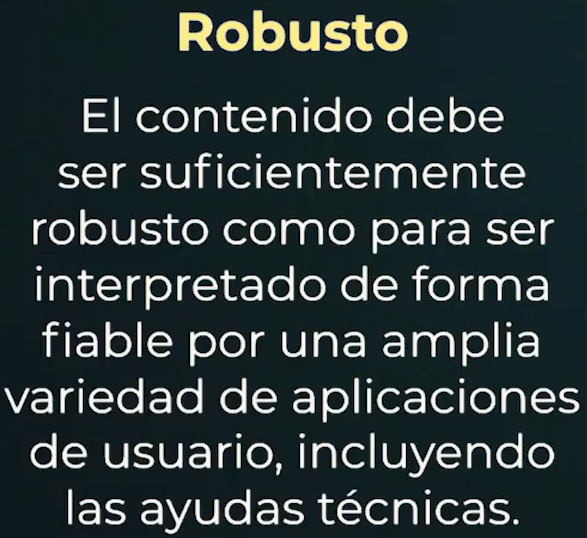 Robusto
El contenido debe
ser suficientemente
robusto como para ser
interpretado de forma
fiable por una amplia
variedad de aplicaciones
de usuario, incluyendo
las ayudas técnicas.